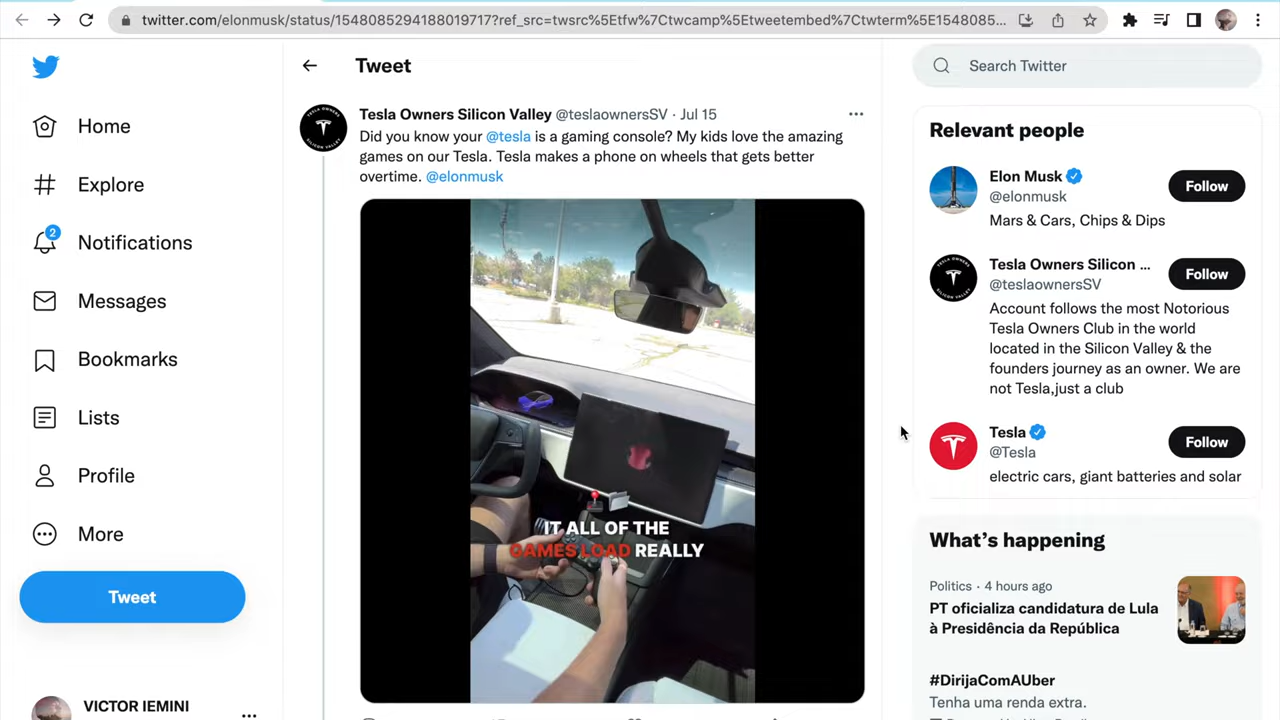 twitter.com/elonmusk/status/1548085294188019717?ref_src=twsrc%5Etfw%7Ctwcamp%5Etweetembed%7Ctwterm%5E1548085...
Home
Explore
2
Notifications
Messages
Bookmarks
Lists
Profile
More
Tweet
VICTOR IEMINI
Tweet
Tesla Owners Silicon Valley @teslaownersSV · Jul 15
Did you know your @tesla is a gaming console? My kids love the amazing
games on our Tesla. Tesla makes a phone on wheels that gets better
overtime. @elonmusk
IT ALL OF THE
GAMES LOAD REALLY
Search Twitter
Relevant people
Elon Musk
@elonmusk
Follow
Mars & Cars, Chips & Dips
Tesla Owners Silicon ...
@teslaownersSV
Follow
Account follows the most Notorious
Tesla Owners Club in the world
located in the Silicon Valley & the
founders journey as an owner. We are
not Tesla,just a club
Tesla
@Tesla
Follow
electric cars, giant batteries and solar
What's happening
Politics · 4 hours ago
PT oficializa candidatura de Lula
à Presidência da República
#DirijaComAUber
Tenha uma renda extra.